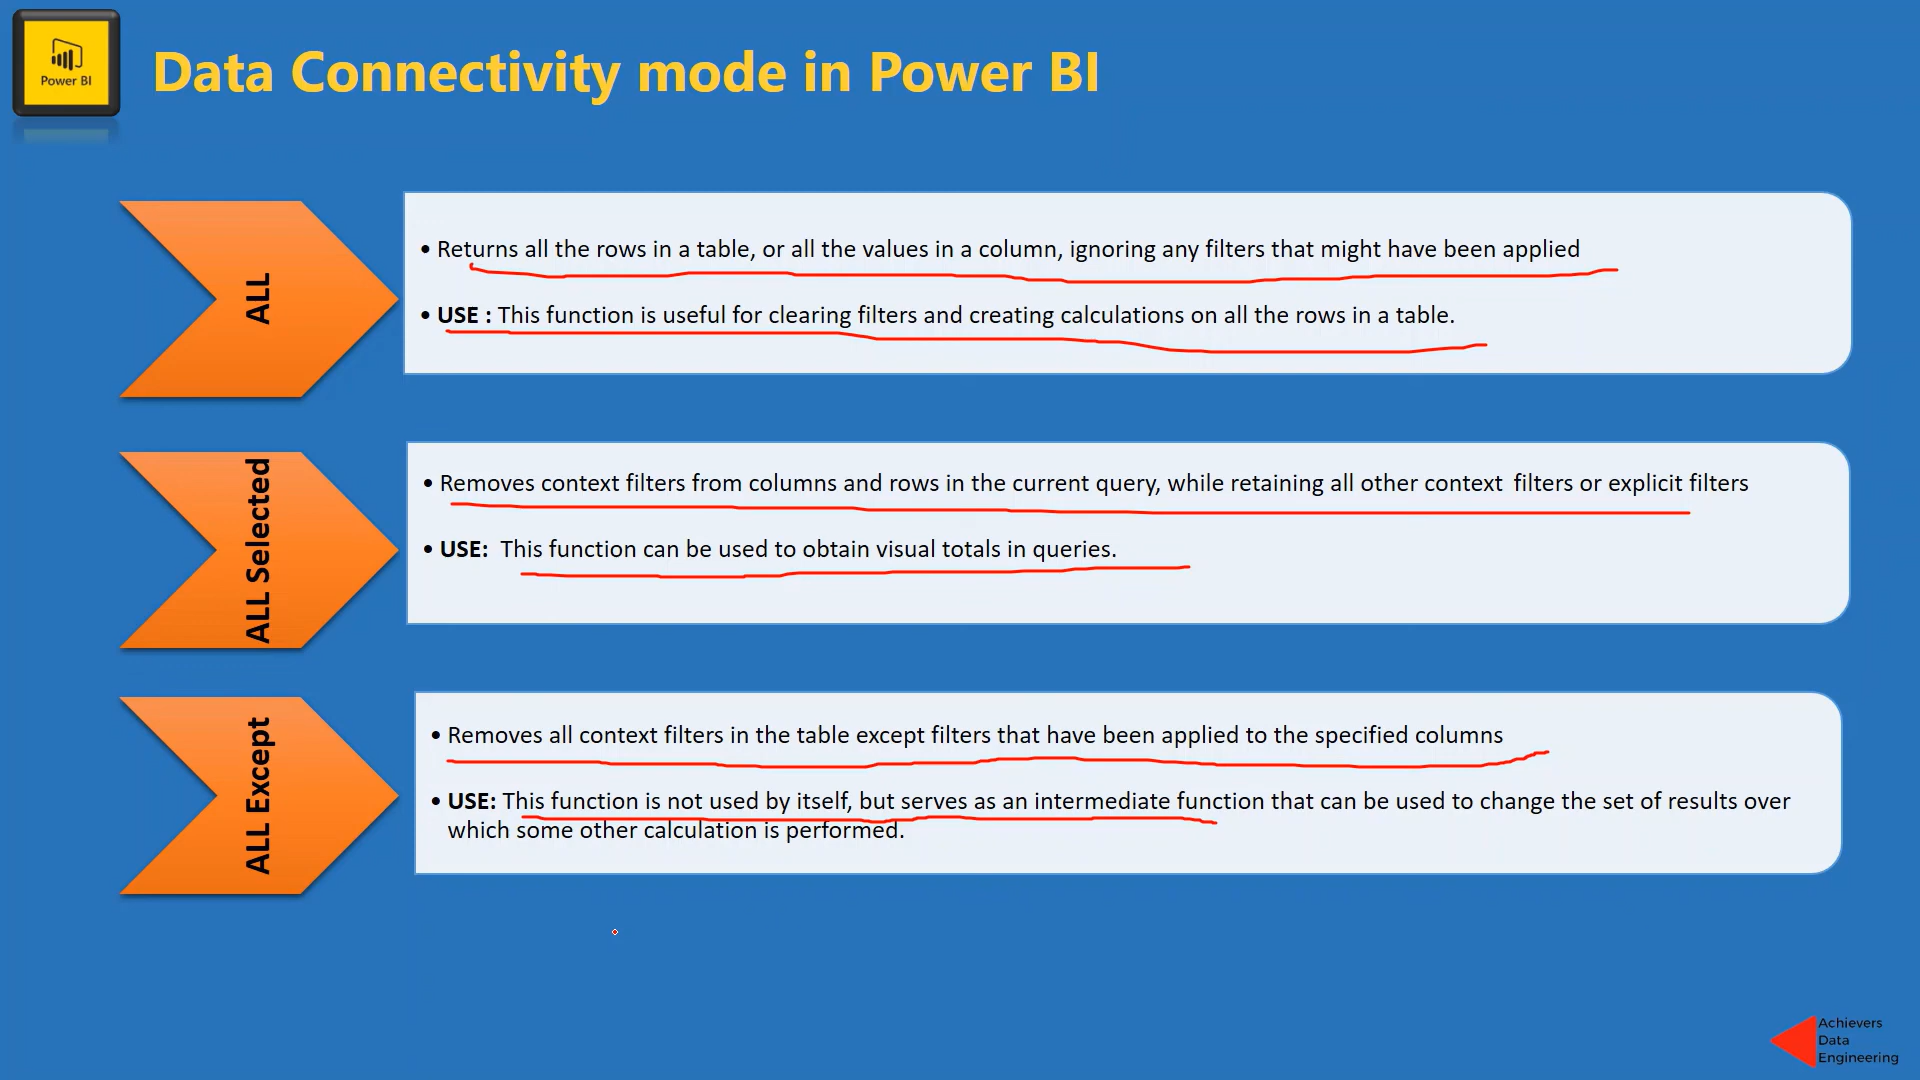 Power BI
Data Connectivity mode in Power BI
ALL
• Returns all the rows in a table, or all the values in a column, ignoring any filters that might have been applied
• USE : This function is useful for clearing filters and creating calculations on all the rows in a table.
ALL Selected
• Removes context filters from columns and rows in the current query, while retaining all other context filters or explicit filters
• USE: This function can be used to obtain visual totals in queries.
ALL Except
• Removes all context filters in the table except filters that have been applied to the specified columns
• USE: This function is not used by itself, but serves as an intermediate function that can be used to change the set of results over
which some other calculation is performed.
Achievers
Data
Engineering